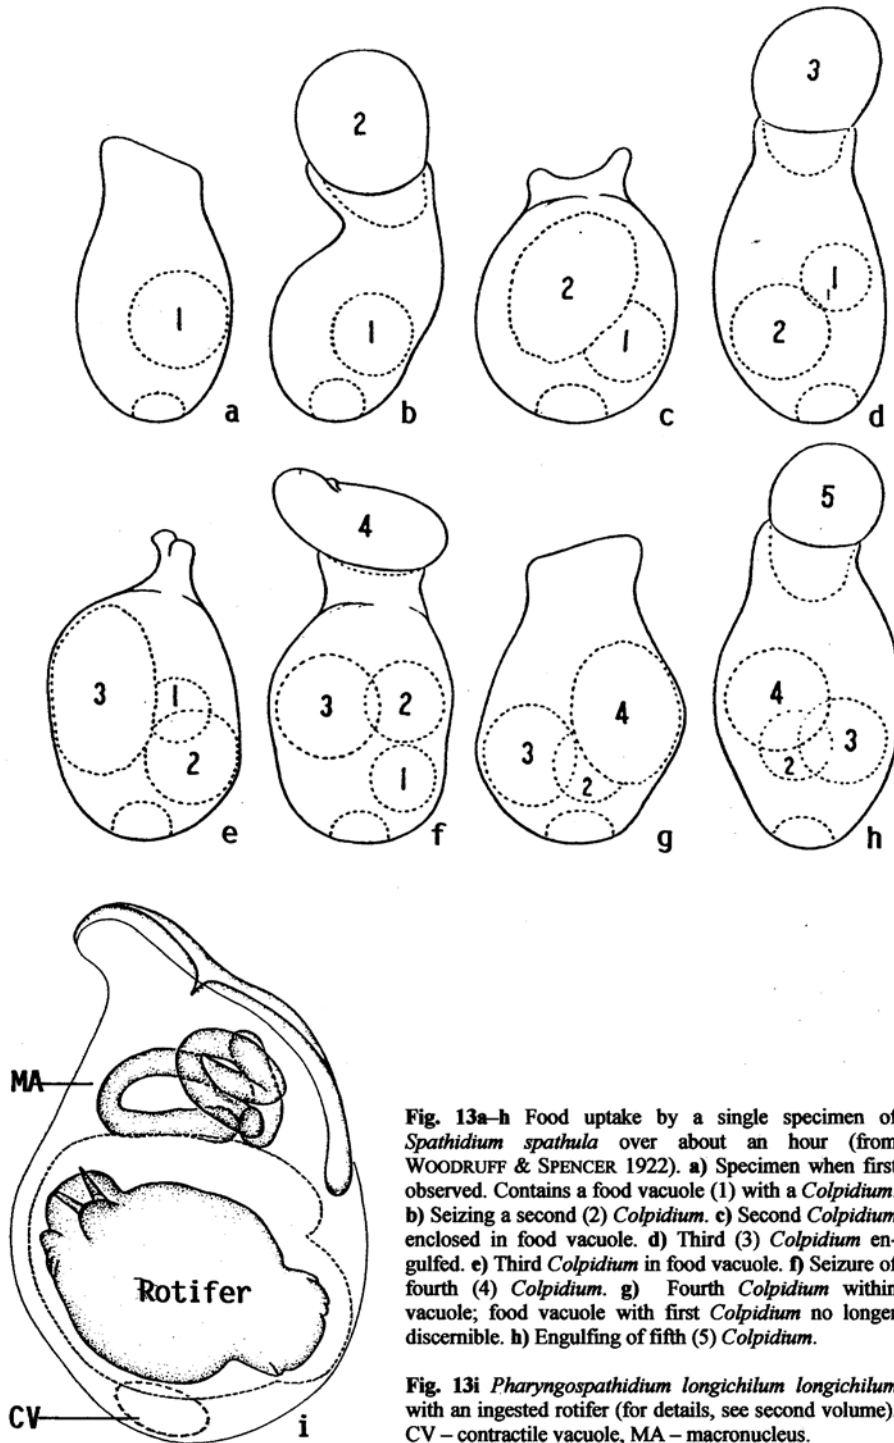 2
3
1
1
2
1
1
2
a
b
c
d
4
5
3
1
2
3
2
1
3
4
2
4
3
2
e
f
g
h
MA
Rotifer
CV
i
Fig. 13a–h Food uptake by a single specimen of
Spathidium spathula over about an hour (from
WOODRUFF & SPENCER 1922). a) Specimen when first
observed. Contains a food vacuole (1) with a Colpidium.
b) Seizing a second (2) Colpidium. c) Second Colpidium
enclosed in food vacuole. d) Third (3) Colpidium en-
gulfed. e) Third Colpidium in food vacuole. f) Seizure of
fourth (4) Colpidium. g) Fourth Colpidium within
vacuole; food vacuole with first Colpidium no longer
discernible. h) Engulfing of fifth (5) Colpidium.
Fig. 13i Pharyngospathidium longichilum longichilum
with an ingested rotifer (for details, see second volume).
CV – contractile vacuole, MA – macronucleus.